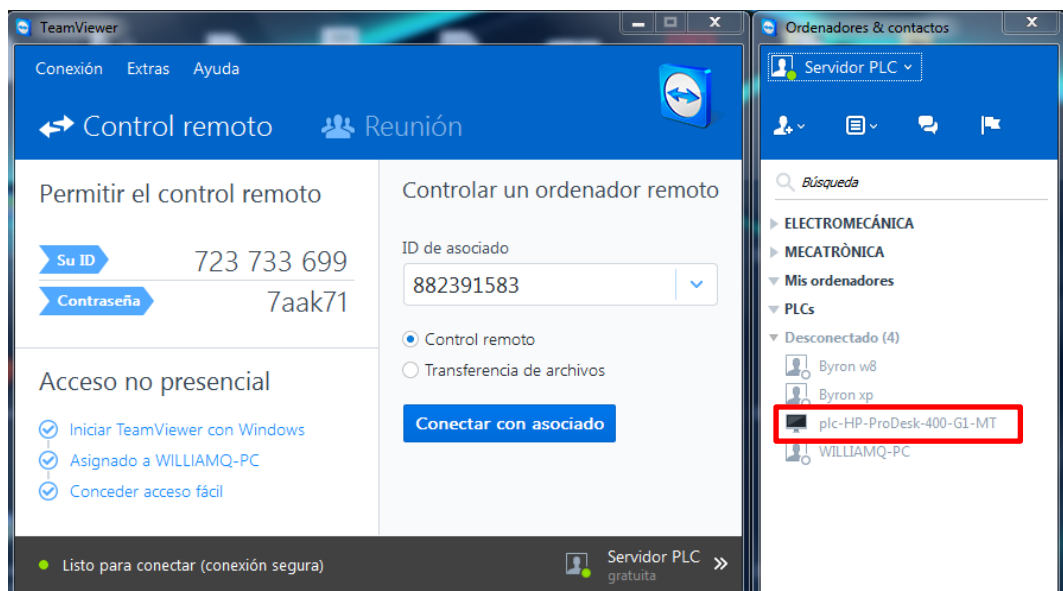 TeamViewer
Conexión Extras Ayuda
Control remoto Reunión
Permitir el control remoto
Su ID 723 733 699
Contraseña 7aak71
Acceso no presencial
Iniciar TeamViewer con Windows
Asignado a WILLIAMQ-PC
Conceder acceso fácil
Controlar un ordenador remoto
ID de asociado
882391583
Control remoto
Transferencia de archivos
Conectar con asociado
Listo para conectar (conexión segura)
Servidor PLC
gratuita
Ordenadores & contactos
Servidor PLC
Búsqueda
ELECTROMECÁNICA
MECATRÒNICA
Mis ordenadores
PLCs
Desconectado (4)
Byron w8
Byron xp
plc-HP-ProDesk-400-G1-MT
WILLIAMQ-PC